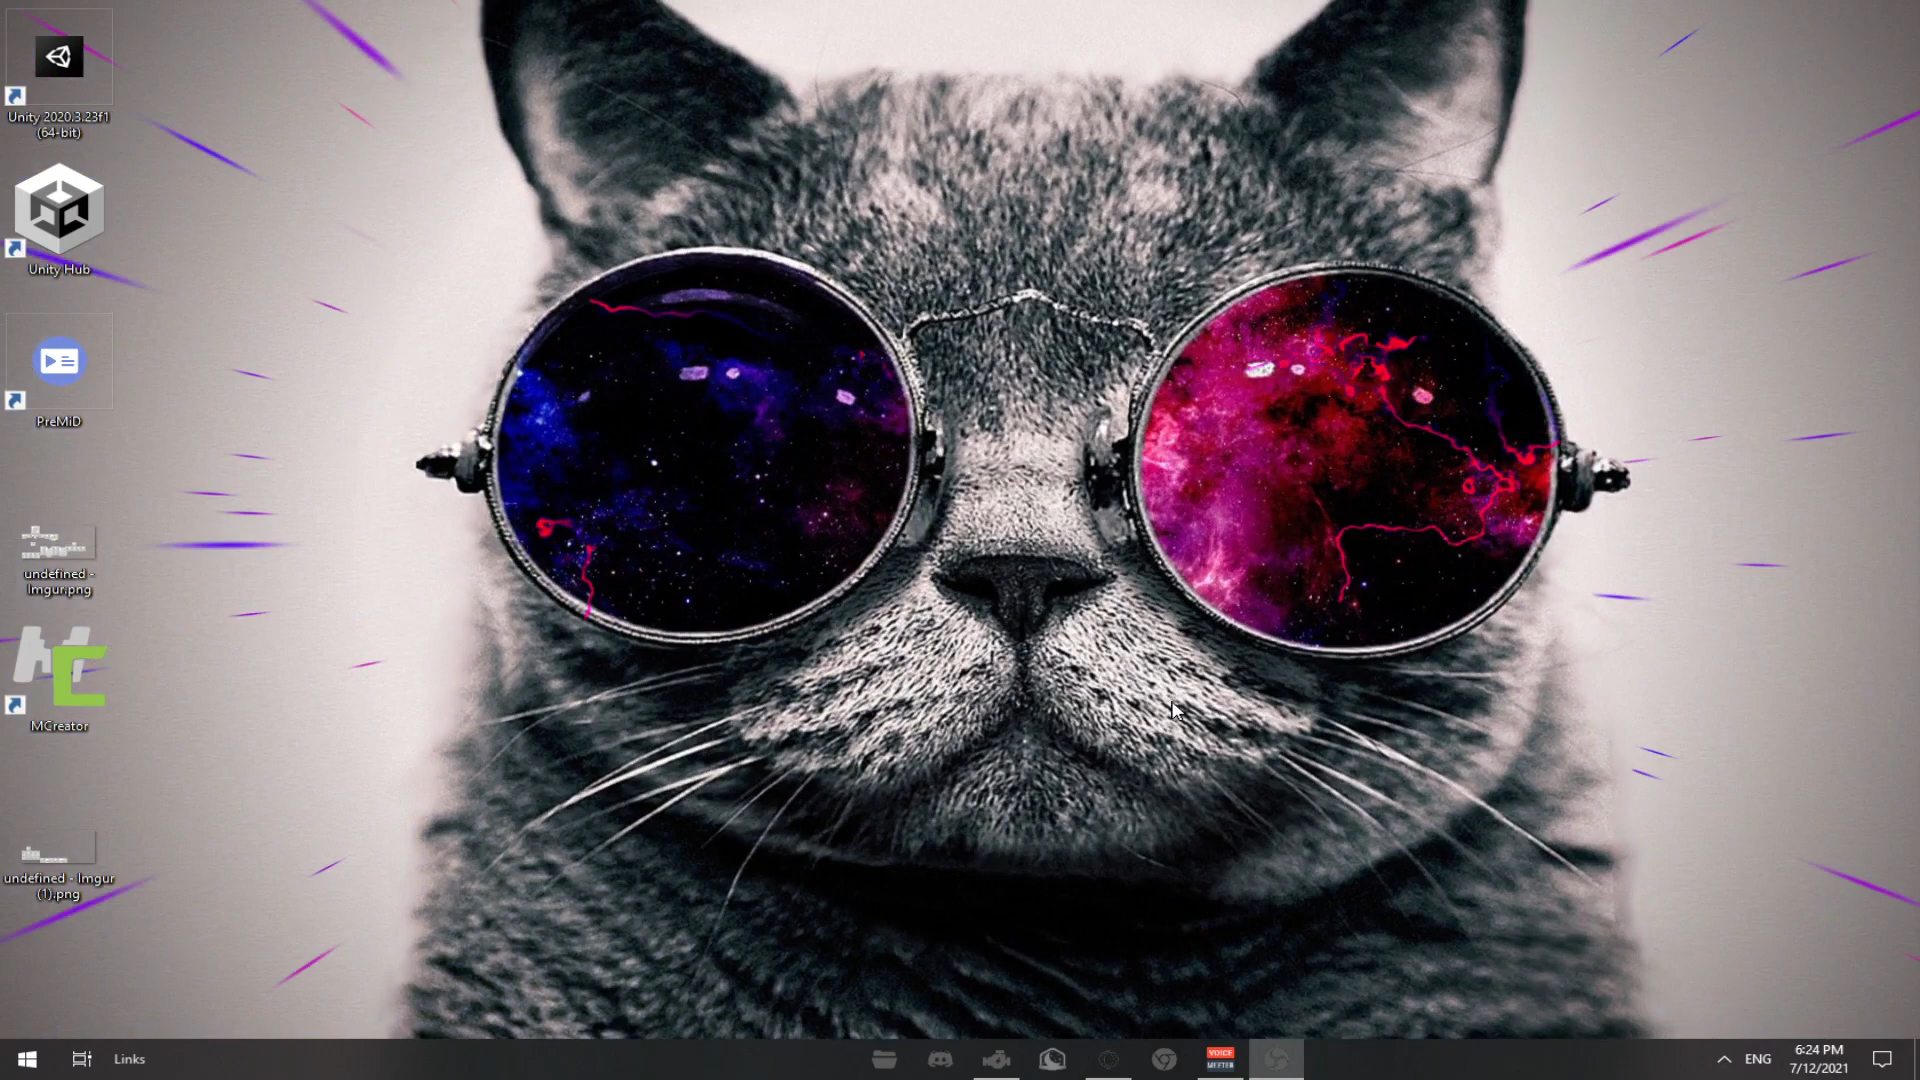 Unity 2020.3.23f1
(64-bit)
Unity Hub
PreMiD
undefined -
Imgur.png
MCreator
undefined - Imgur
(1).png
Links
VOICE
MEETER
ENG
6:24 PM
7/12/2021